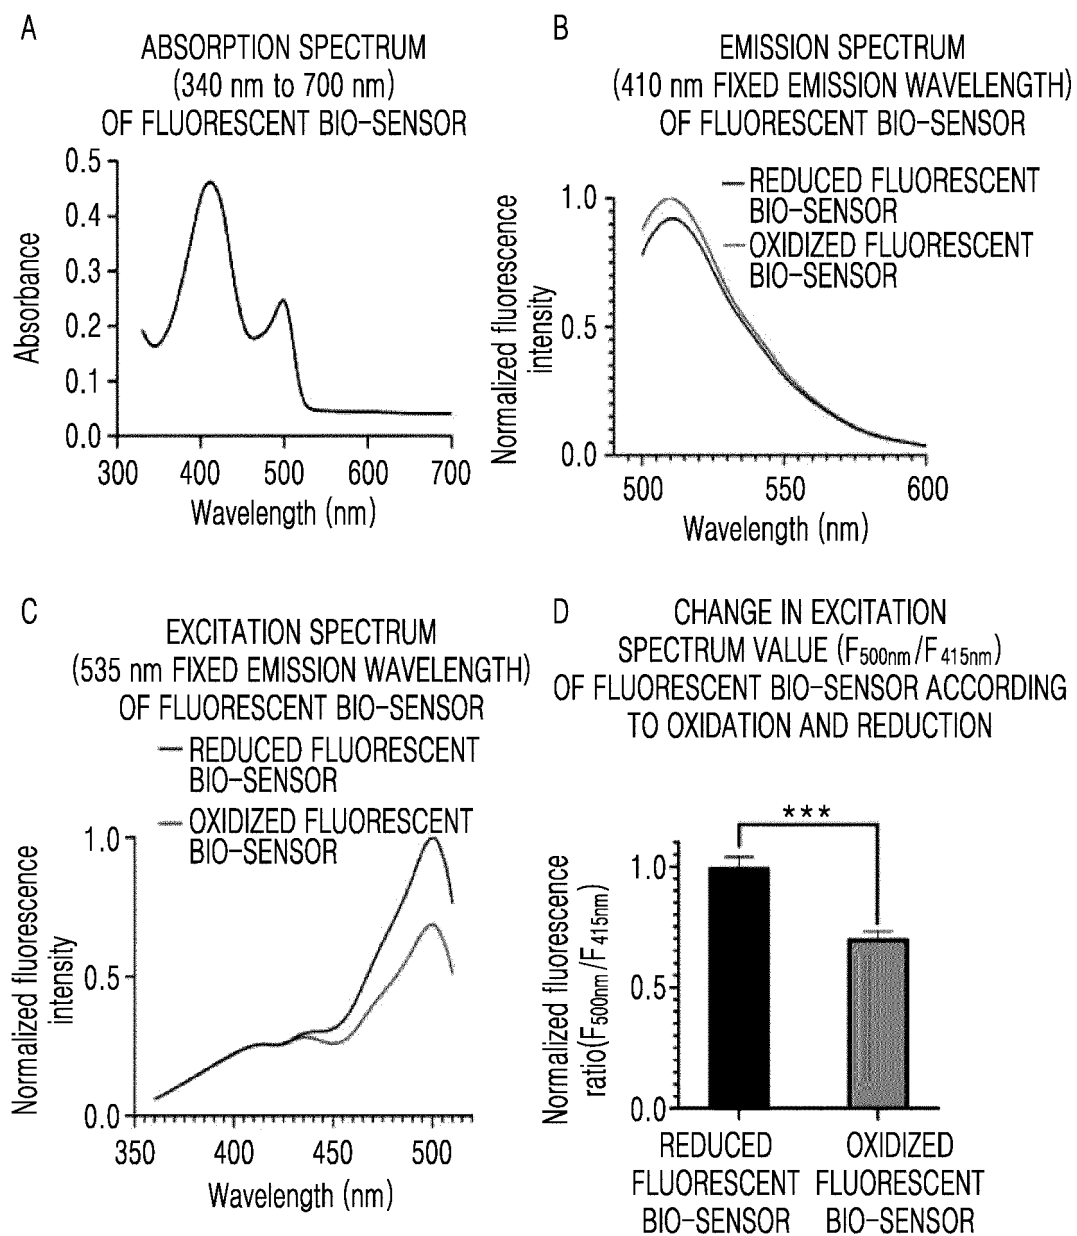 A
ABSORPTION SPECTRUM
(340 nm to 700 nm)
OF FLUORESCENT BIO-SENSOR
0.5
0.4
0.3
0.2
0.1
0.0
Absorbance
300 400 500 600 700
Wavelength (nm)
B
EMISSION SPECTRUM
(410 nm FIXED EMISSION WAVELENGTH)
OF FLUORESCENT BIO-SENSOR
REDUCED FLUORESCENT
BIO-SENSOR
OXIDIZED FLUORESCENT
BIO-SENSOR
1.0
0.5
0.0
Normalized fluorescence
intensity
500 550 600
Wavelength (nm)
C
EXCITATION SPECTRUM
(535 nm FIXED EMISSION WAVELENGTH)
OF FLUORESCENT BIO-SENSOR
REDUCED FLUORESCENT
BIO-SENSOR
OXIDIZED FLUORESCENT
BIO-SENSOR
1.0
0.5
0.0
Normalized fluorescence
intensity
350 400 450 500
Wavelength (nm)
D
CHANGE IN EXCITATION
SPECTRUM VALUE (F500nm/F415nm)
OF FLUORESCENT BIO-SENSOR ACCORDING
TO OXIDATION AND REDUCTION
***
1.0
0.5
0.0
Normalized fluorescence
ratio(F500nm/F415nm)
REDUCED
FLUORESCENT
BIO-SENSOR
OXIDIZED
FLUORESCENT
BIO-SENSOR